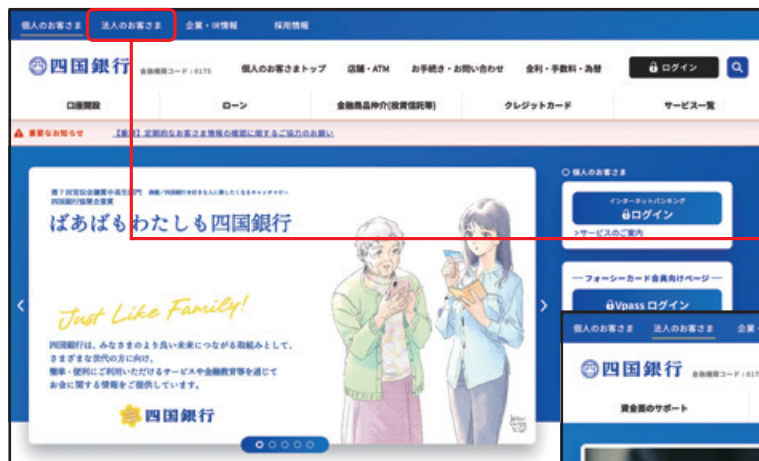 個人のお客さま 法人のお客さま 企業・IR情報 採用情報
四国銀行 金融機関コード:0175 個人のお客さまトップ 店舗・ATM お手続き・お問い合わせ 金利・手数料・為替 ログイン
口座開設 ローン 金融商品仲介(投資信託等) クレジットカード サービス一覧
重要なお知らせ 【重要】定期的なお客さま情報の確認に関するご協力のお願い
四国銀行協賛企業賞
ばあばもわたしも四国銀行
Just Like Family!
四国銀行は、みなさまのより良い未来につながる取組みとして、
さまざまな世代の方に向け、
簡単・便利にご利用いただけるサービスや金融教育等を通じて
お金に関する情報をご提供しています。
四国銀行
個人のお客さま
インターネットバンキング
ログイン
>サービスのご案内
フォーシーカード会員向けページ
Vpass ログイン
個人のお客さま 法人のお客さま 企業
四国銀行 金融機関コード:017
資金面のサポート